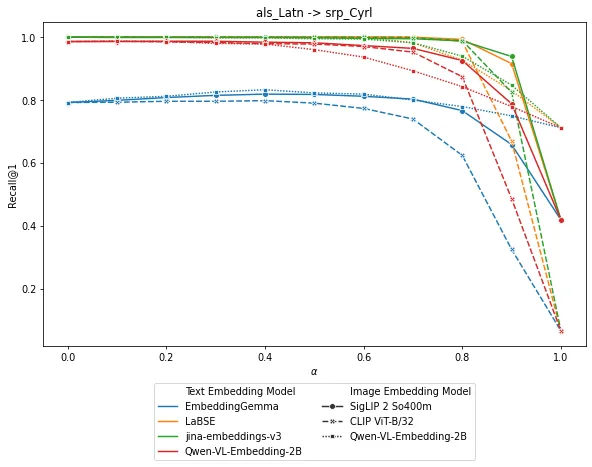 als_Latn -> srp_Cyrl
1.0
0.8
0.6
0.4
0.2
Recall@1
0.0 0.2 0.4 0.6 0.8 1.0
α
Text Embedding Model
EmbeddingGemma
LaBSE
jina-embeddings-v3
Qwen-VL-Embedding-2B
Image Embedding Model
SigLIP 2 So400m
CLIP ViT-B/32
Qwen-VL-Embedding-2B